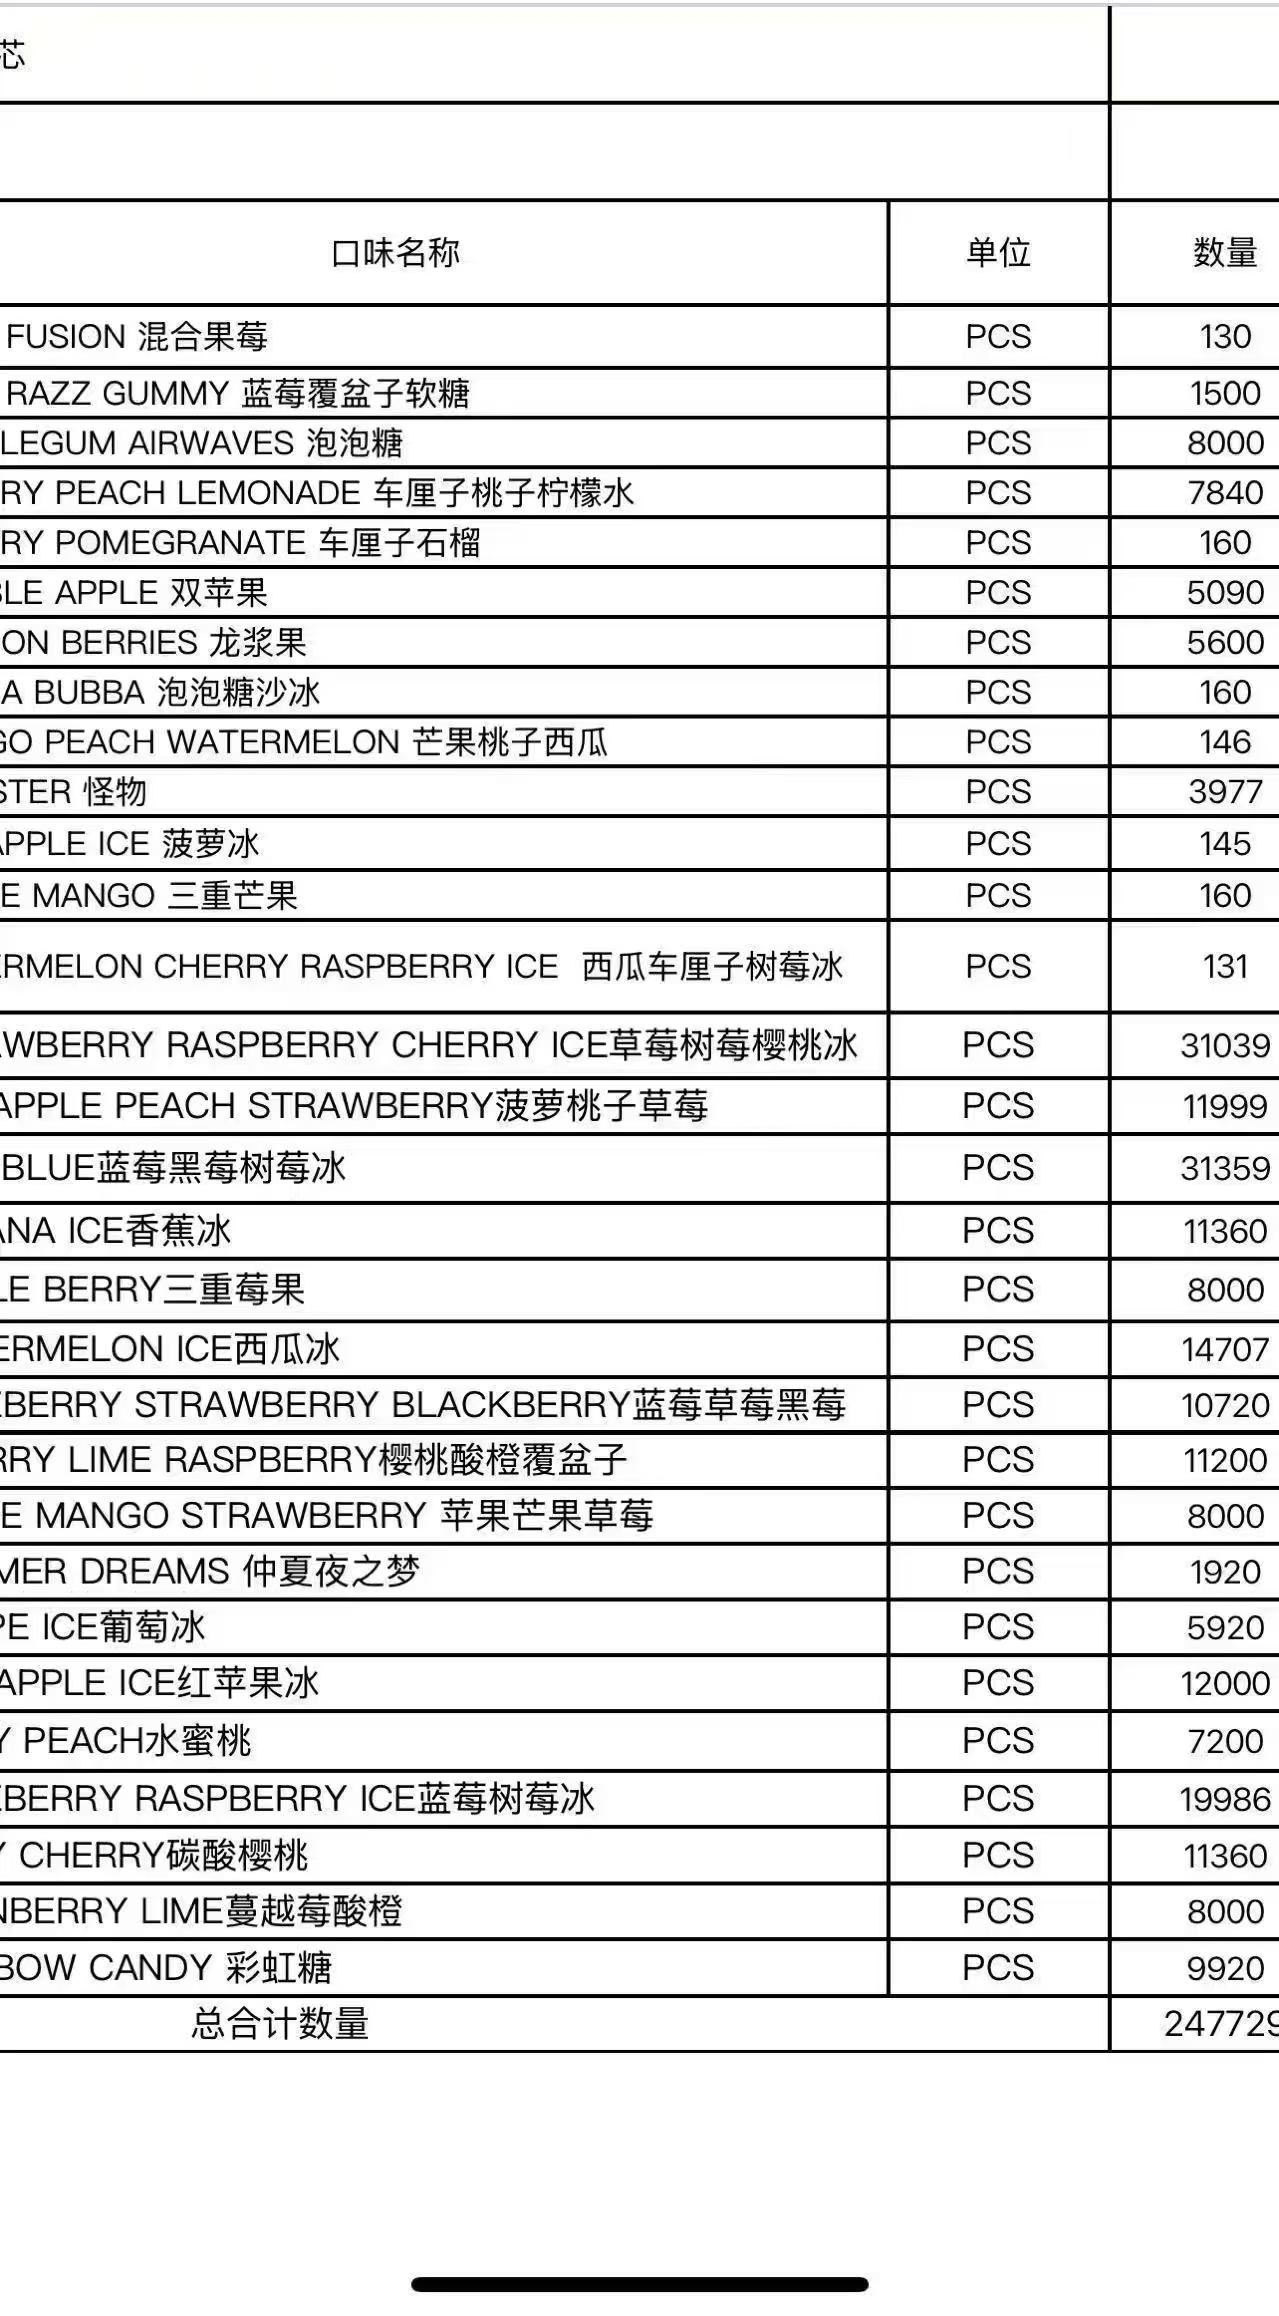 芯
口味名称 单位 数量
FUSION 混合果莓 PCS 130
RAZZ GUMMY 蓝莓覆盆子软糖 PCS 1500
LEGUM AIRWAVES 泡泡糖 PCS 8000
RY PEACH LEMONADE 车厘子桃子柠檬水 PCS 7840
RY POMEGRANATE 车厘子石榴 PCS 160
BLE APPLE 双苹果 PCS 5090
ON BERRIES 龙浆果 PCS 5600
A BUBBA 泡泡糖沙冰 PCS 160
GO PEACH WATERMELON 芒果桃子西瓜 PCS 146
STER 怪物 PCS 3977
APPLE ICE 菠萝冰 PCS 145
E MANGO 三重芒果 PCS 160
ERMELON CHERRY RASPBERRY ICE 西瓜车厘子树莓冰 PCS 131
AWBERRY RASPBERRY CHERRY ICE草莓树莓樱桃冰 PCS 31039
APPLE PEACH STRAWBERRY菠萝桃子草莓 PCS 11999
BLUE蓝莓黑莓树莓冰 PCS 31359
ANA ICE香蕉冰 PCS 11360
LE BERRY三重莓果 PCS 8000
ERMELON ICE西瓜冰 PCS 14707
EBERRY STRAWBERRY BLACKBERRY蓝莓草莓黑莓 PCS 10720
RRY LIME RASPBERRY樱桃酸橙覆盆子 PCS 11200
E MANGO STRAWBERRY 苹果芒果草莓 PCS 8000
MER DREAMS 仲夏夜之梦 PCS 1920
PE ICE葡萄冰 PCS 5920
APPLE ICE红苹果冰 PCS 12000
Y PEACH水蜜桃 PCS 7200
EBERRY RASPBERRY ICE蓝莓树莓冰 PCS 19986
Y CHERRY碳酸樱桃 PCS 11360
NBERRY LIME蔓越莓酸橙 PCS 8000
BOW CANDY 彩虹糖 PCS 9920
总合计数量 247729